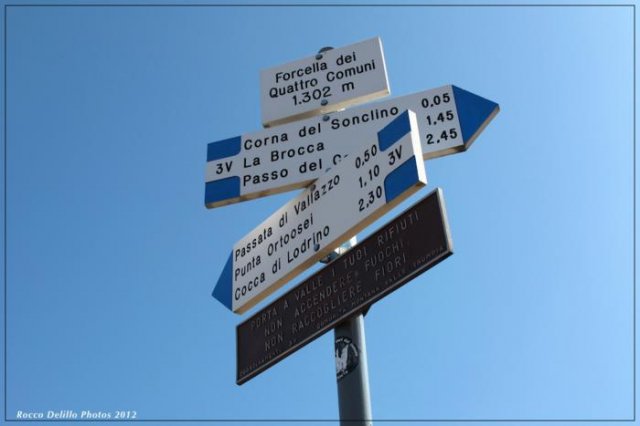 Forcella dei
Quattro Comuni
1.302 m
Corna del Sonclino 0.05
3V La Brocca 1.45
Passo del 2.45
Passata di Vallazzo 0.50
Punta Ortoosei 1.10 3V
Cocca di Lodrino 2.30
PORTA A VALLE I TUOI RIFIUTI
NON ACCENDERE FUOCHI.
NON RACCOGLIERE FIORI.
Rocco Delillo Photos 2012